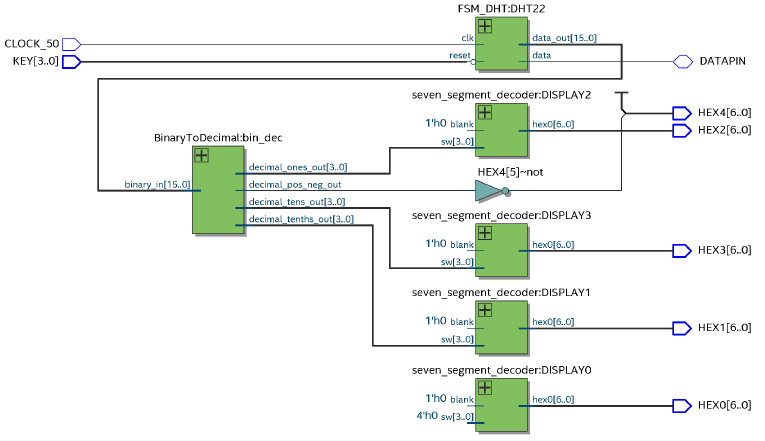 FSM_DHT:DHT22
CLOCK_50
KEY[3..0]
clk
reset
data_out[15..0]
data
DATAPIN
seven_segment_decoder:DISPLAY2
1'h0 blank
sw[3..0]
hex0[6..0]
HEX4[6..0]
HEX2[6..0]
BinaryToDecimal:bin_dec
binary_in[15..0]
decimal_ones_out[3..0]
decimal_pos_neg_out
decimal_tens_out[3..0]
decimal_tenths_out[3..0]
HEX4[5]~not
seven_segment_decoder:DISPLAY3
1'h0 blank
sw[3..0]
hex0[6..0]
HEX3[6..0]
seven_segment_decoder:DISPLAY1
1'h0 blank
sw[3..0]
hex0[6..0]
HEX1[6..0]
seven_segment_decoder:DISPLAY0
1'h0 blank
4'h0 sw[3..0]
hex0[6..0]
HEX0[6..0]